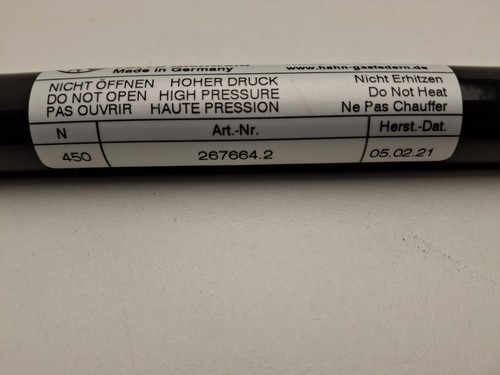 Made in Germany www.hahn-gasfedern.de
NICHT ÖFFNEN HOHER DRUCK Nicht Erhitzen
DO NOT OPEN HIGH PRESSURE Do Not Heat
PAS OUVRIR HAUTE PRESSION Ne Pas Chauffer
N Art.-Nr. Herst.-Dat.
450 267664.2 05.02.21